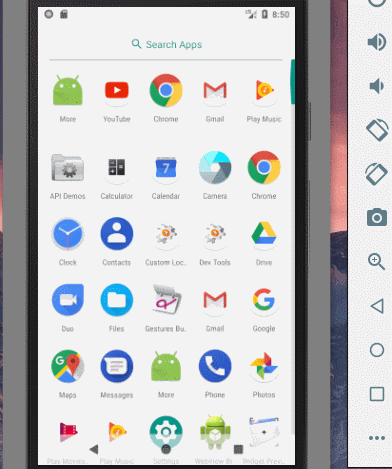 8:50
Search Apps
More YouTube Chrome Gmail Play Music
API Demos Calculator Calendar Camera Chrome
7
Clock Contacts Custom Loc.. Dev Tools Drive
Duo Files Gestures Bu.. Gmail Google
Maps Messages More Phone Photos
Play Movies.. Play Music Settings WebView B.. Widget Prev..